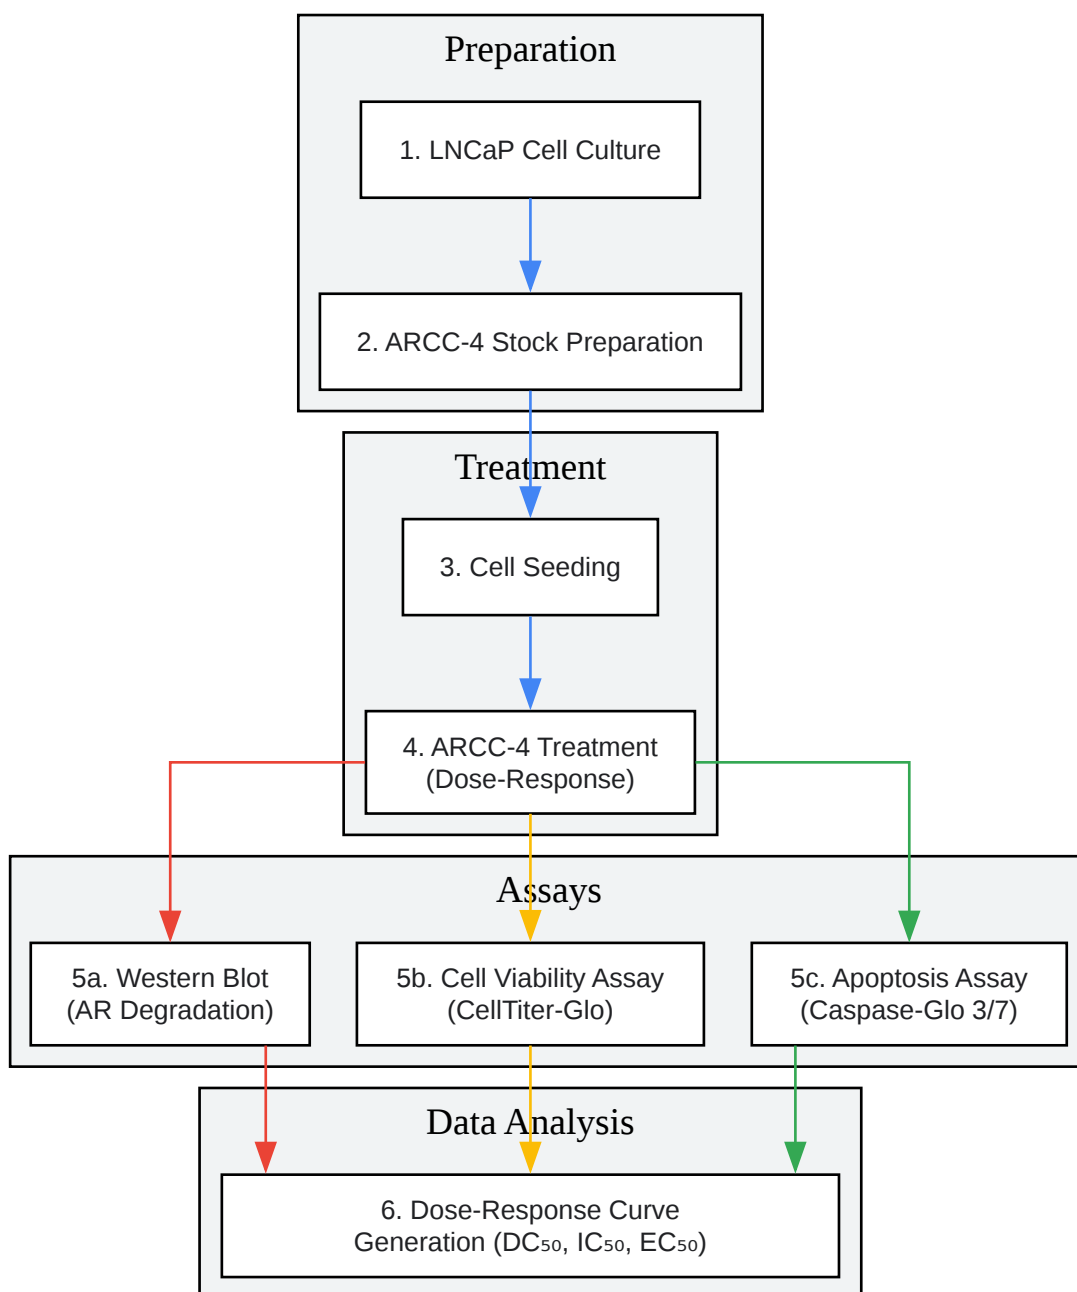 Preparation
1. LNCaP Cell Culture
2. ARCC-4 Stock Preparation
Treatment
3. Cell Seeding
4. ARCC-4 Treatment
(Dose-Response)
Assays
5a. Western Blot
(AR Degradation)
5b. Cell Viability Assay
(CellTiter-Glo)
5c. Apoptosis Assay
(Caspase-Glo 3/7)
Data Analysis
6. Dose-Response Curve
Generation (DC₅₀, IC₅₀, EC₅₀)